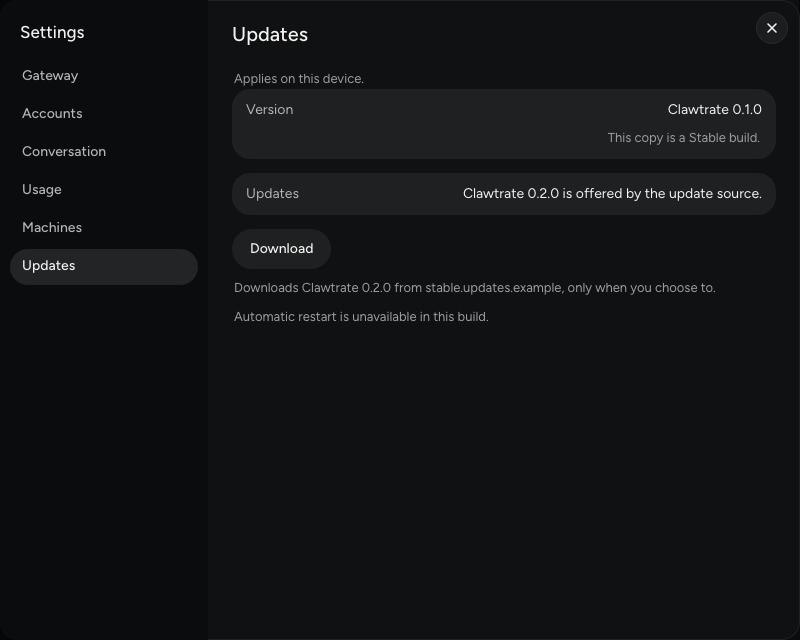 Settings
Gateway
Accounts
Conversation
Usage
Machines
Updates
Updates
Applies on this device.
Version Clawtrate 0.1.0
This copy is a Stable build.
Updates Clawtrate 0.2.0 is offered by the update source.
Download
Downloads Clawtrate 0.2.0 from stable.updates.example, only when you choose to.
Automatic restart is unavailable in this build.